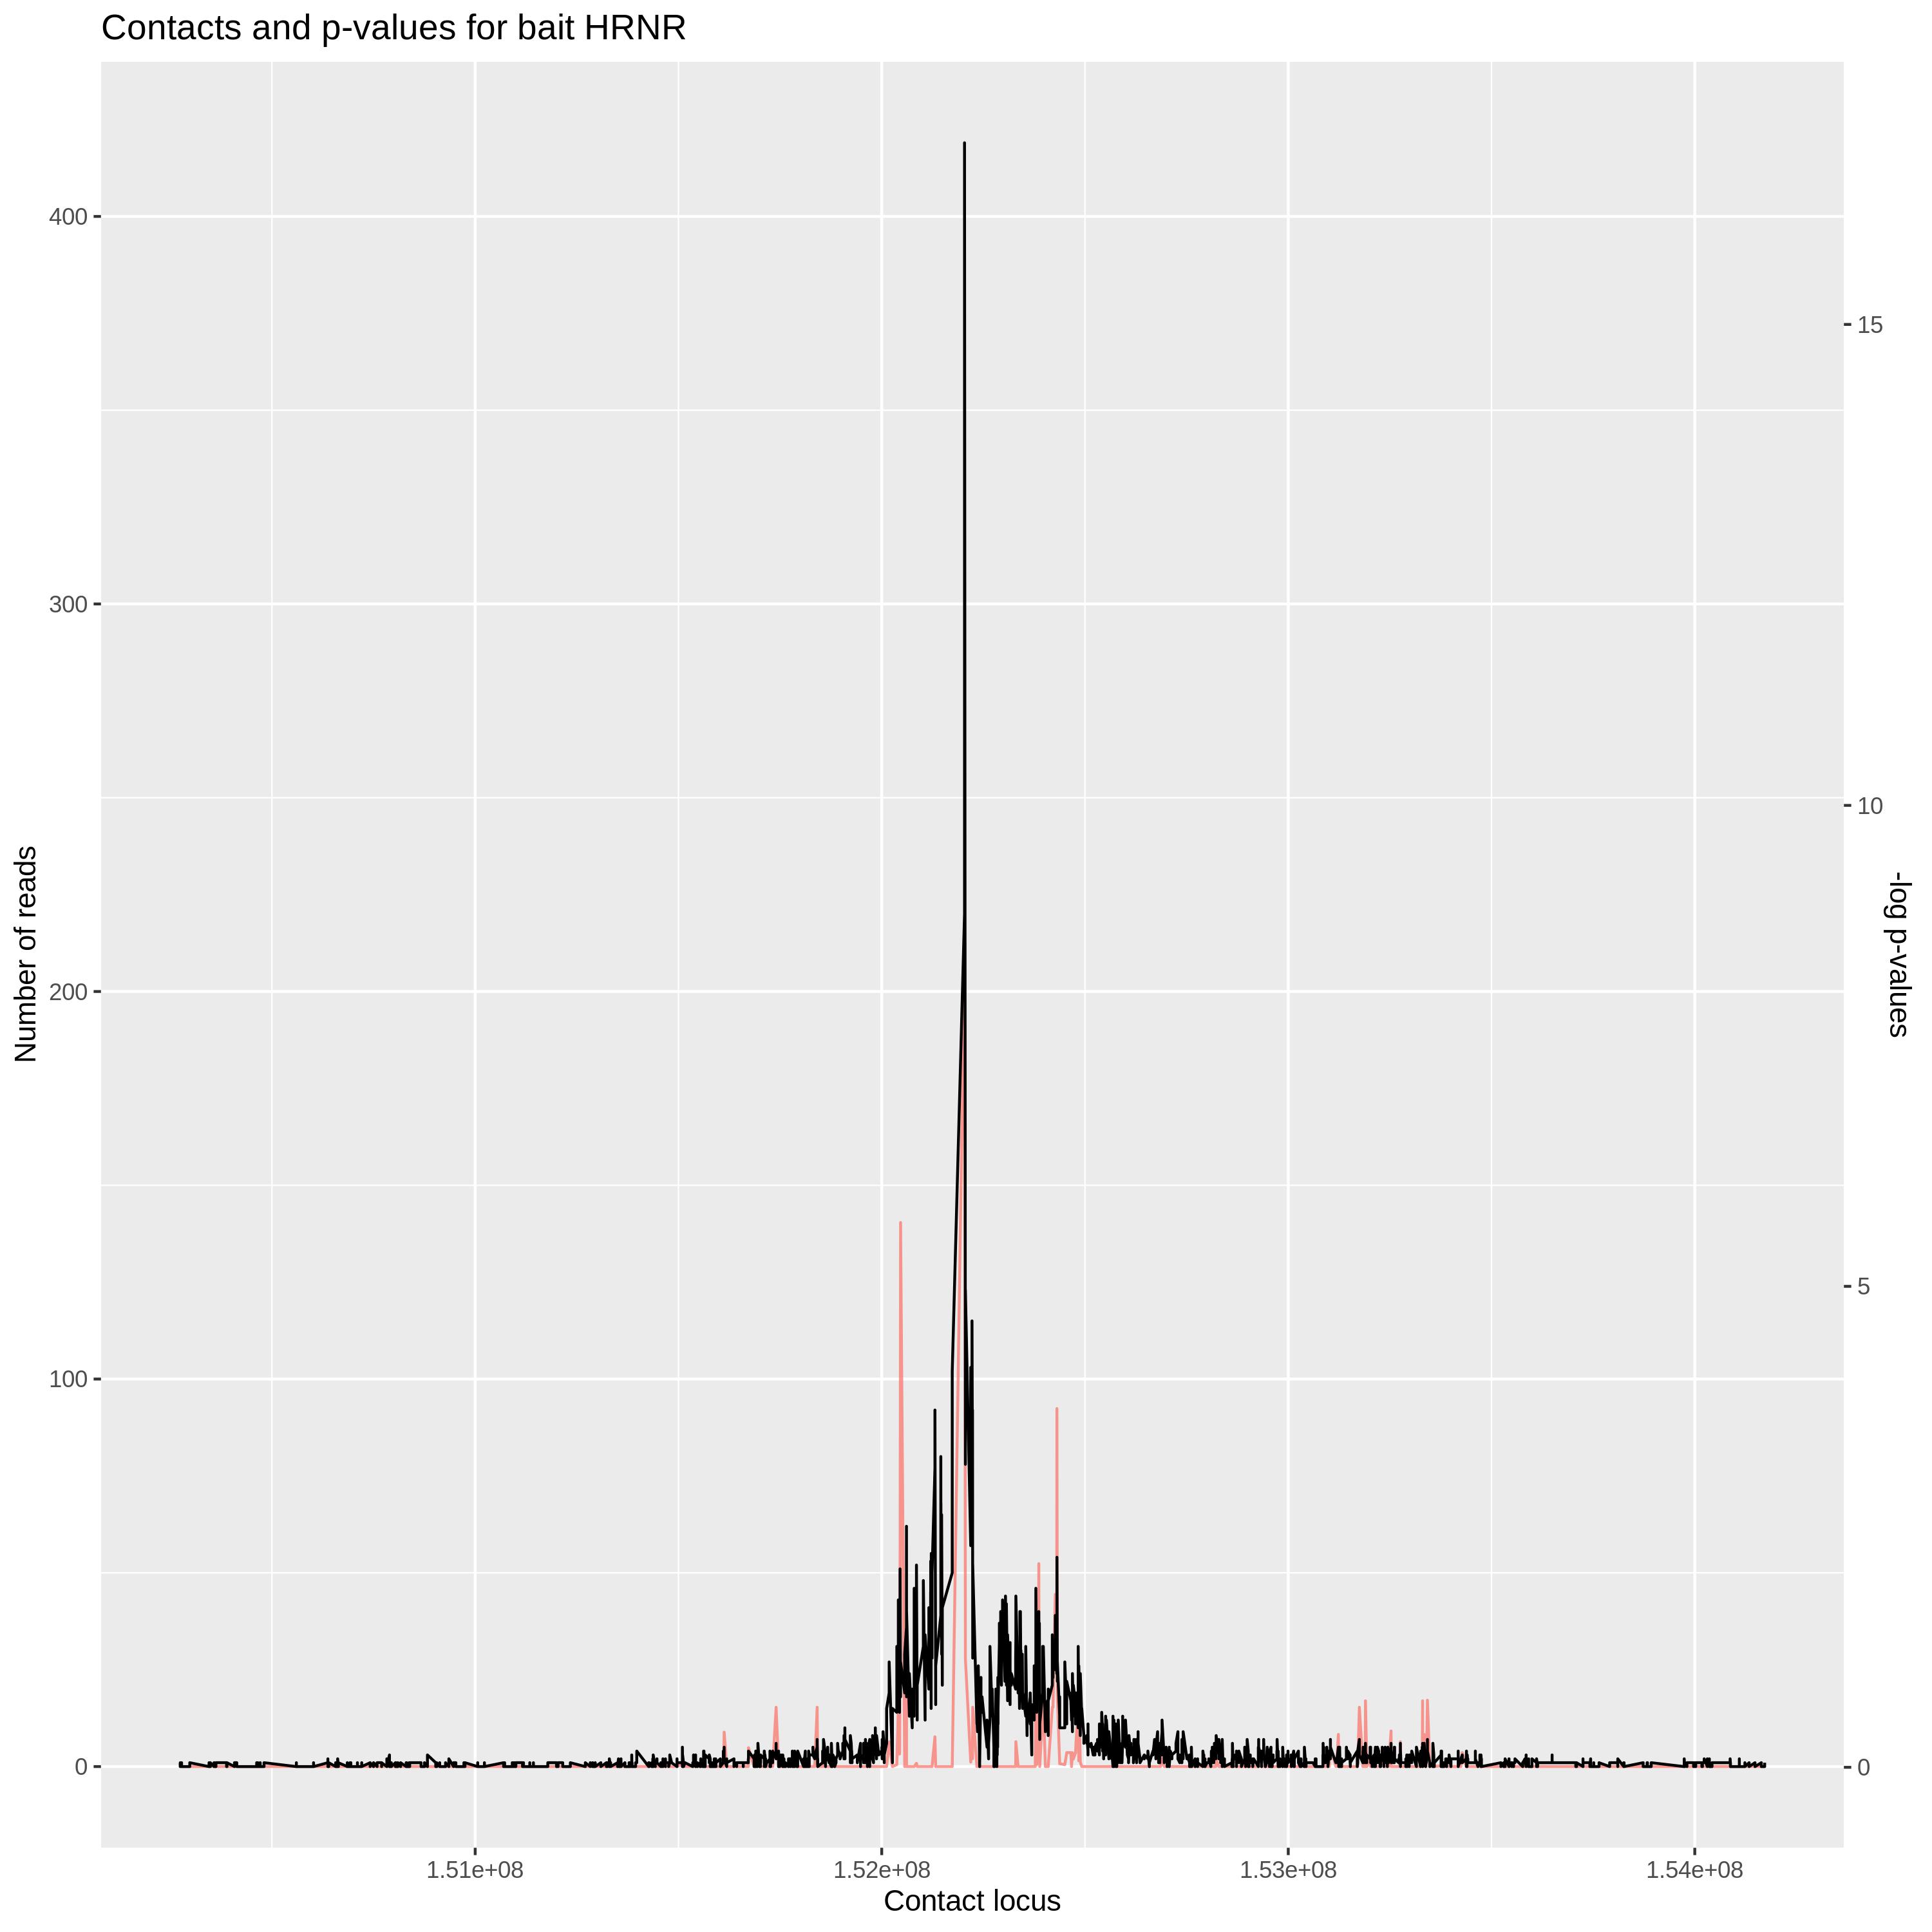 Contacts and p-values for bait HRNR
400
300
200
100
0
Number of reads
15
10
5
0
-log p-values
1.51e+08
1.52e+08
1.53e+08
1.54e+08
Contact locus